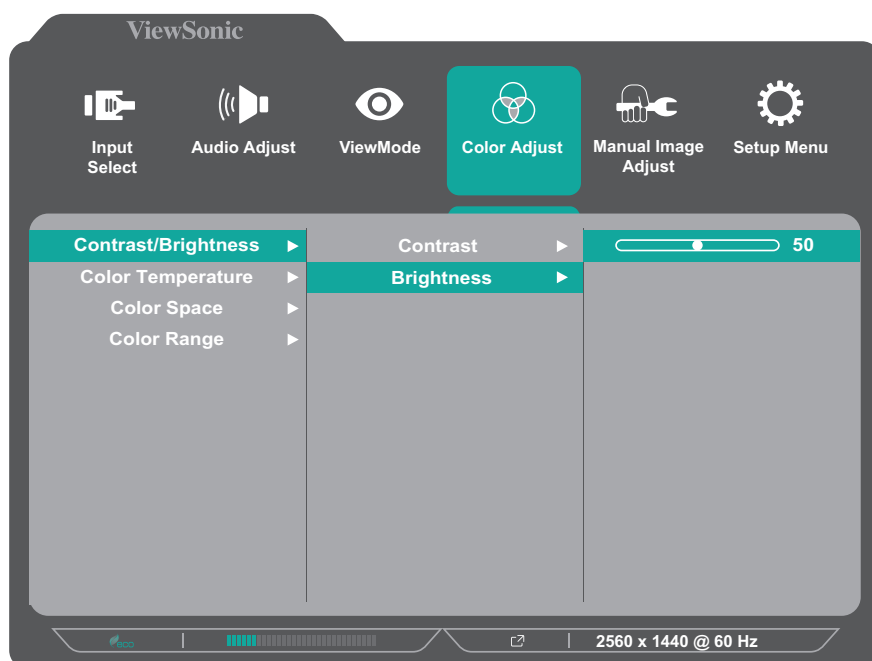 ViewSonic
Input
Select
Audio Adjust
ViewMode
Color Adjust
Manual Image
Adjust
Setup Menu
Contrast/Brightness
Contrast
50
Color Temperature
Brightness
Color Space
Color Range
eco
2560 x 1440 @ 60 Hz